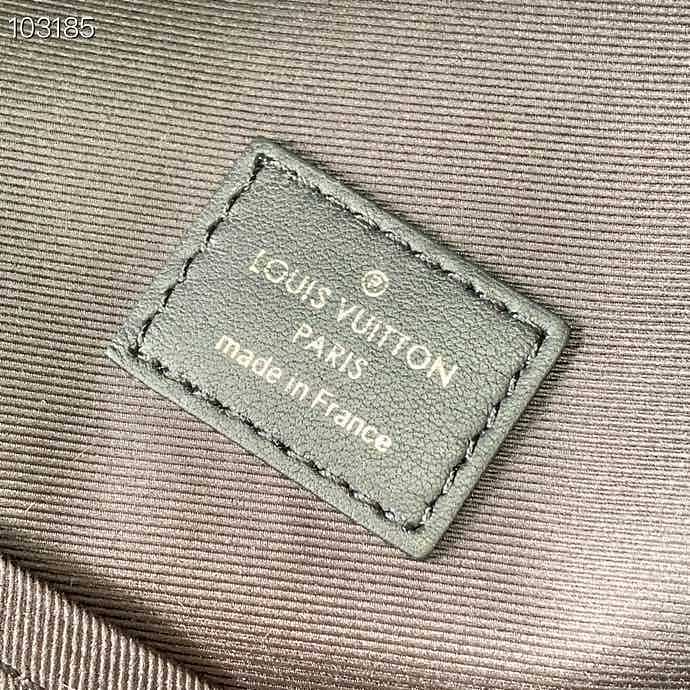 103185
®
LOUIS VUITTON
PARIS
made in France